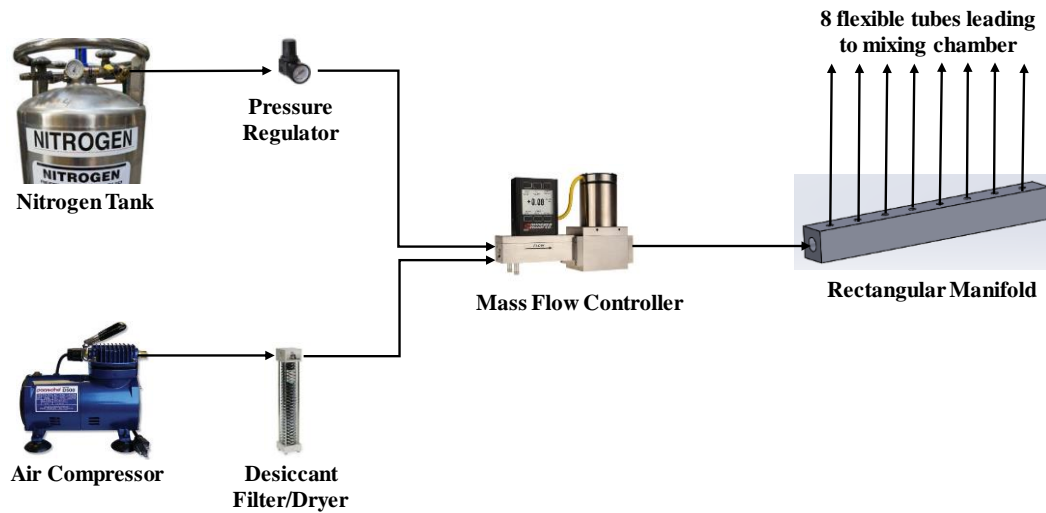 8 flexible tubes leading
to mixing chamber
NITROGEN
NITROGEN
Nitrogen Tank
Pressure
Regulator
+0.08
FLOW
Mass Flow Controller
Rectangular Manifold
Air Compressor
Desiccant
Filter/Dryer